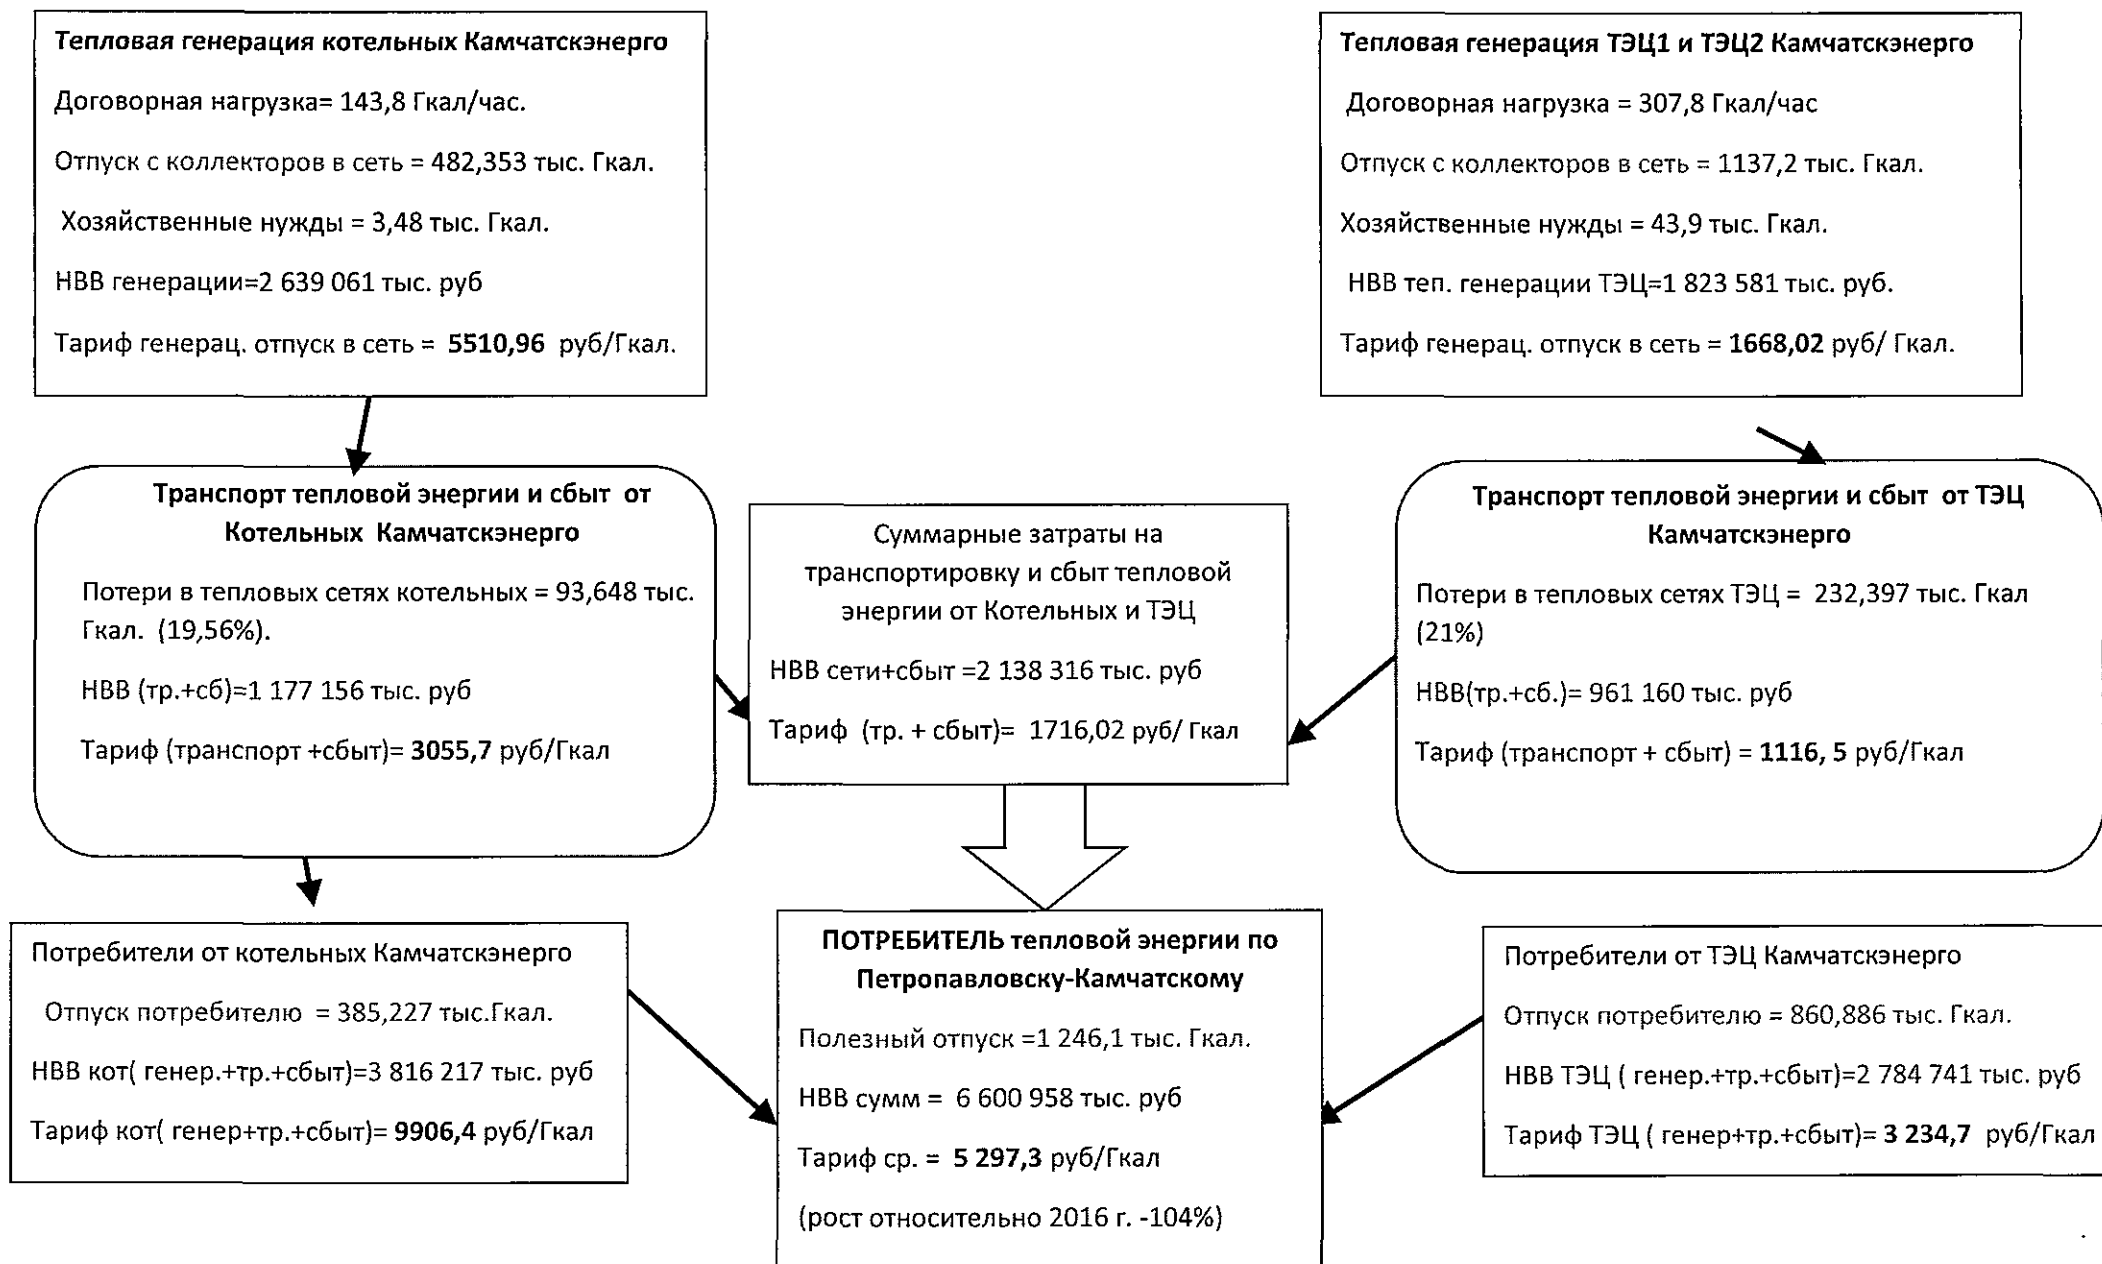 Тепловая генерация котельных Камчатскэнерго
Договорная нагрузка= 143,8 Гкал/час.
Отпуск с коллекторов в сеть = 482,353 тыс. Гкал.
Хозяйственные нужды = 3,48 тыс. Гкал.
НВВ генерации=2 639 061 тыс. руб
Тариф генерац. отпуск в сеть = 5510,96 руб/Гкал.
Тепловая генерация ТЭЦ1 и ТЭЦ2 Камчатскэнерго
Договорная нагрузка = 307,8 Гкал/час
Отпуск с коллекторов в сеть = 1137,2 тыс. Гкал.
Хозяйственные нужды = 43,9 тыс. Гкал.
НВВ теп. генерации ТЭЦ=1 823 581 тыс. руб.
Тариф генерац. отпуск в сеть = 1668,02 руб/ Гкал.
Транспорт тепловой энергии и сбыт от
Котельных Камчатскэнерго
Потери в тепловых сетях котельных = 93,648 тыс.
Гкал. (19,56%).
НВВ (тр.+сб)=1 177 156 тыс. руб
Тариф (транспорт +сбыт)= 3055,7 руб/Гкал
Суммарные затраты на
транспортировку и сбыт тепловой
энергии от Котельных и ТЭЦ
НВВ сети+сбыт =2 138 316 тыс. руб
Тариф (тр. + сбыт)= 1716,02 руб/ Гкал
Транспорт тепловой энергии и сбыт от ТЭЦ
Камчатскэнерго
Потери в тепловых сетях ТЭЦ = 232,397 тыс. Гкал
(21%)
НВВ(тр.+сб.)= 961 160 тыс. руб
Тариф (транспорт + сбыт) = 1116, 5 руб/Гкал
Потребители от котельных Камчатскэнерго
Отпуск потребителю = 385,227 тыс.Гкал.
НВВ кот( генер.+тр.+сбыт)=3 816 217 тыс. руб
Тариф кот( генер+тр.+сбыт)= 9906,4 руб/Гкал
ПОТРЕБИТЕЛЬ тепловой энергии по
Петропавловску-Камчатскому
Полезный отпуск =1 246,1 тыс. Гкал.
НВВ сумм = 6 600 958 тыс. руб
Тариф ср. = 5 297,3 руб/Гкал
(рост относительно 2016 г. -104%)
Потребители от ТЭЦ Камчатскэнерго
Отпуск потребителю = 860,886 тыс. Гкал.
НВВ ТЭЦ ( генер.+тр.+сбыт)=2 784 741 тыс. руб
Тариф ТЭЦ ( генер+тр.+сбыт)= 3 234,7 руб/Гкал